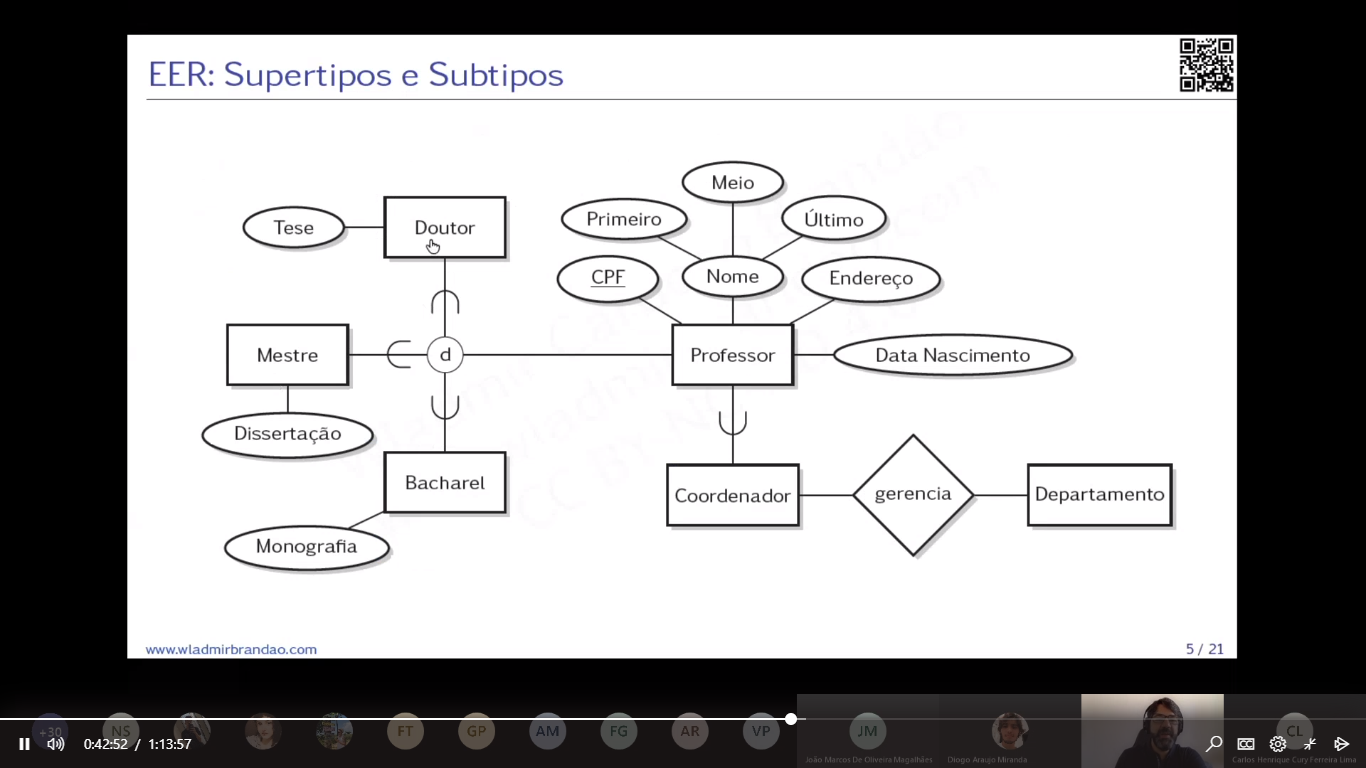 EER: Supertipos e Subtipos
Meio
Primeiro
Último
Tese
Doutor
CPF
Nome
Endereço
Mestre
d
Professor
Data Nascimento
Dissertação
Bacharel
Coordenador
gerencia
Departamento
Monografia
www.wladmirbrandao.com
5 / 21
+30
NS
FT
GP
AM
FG
AR
VP
JM
CL
0:42:52 / 1:13:57
João Marcos De Oliveira Magalhães
Diogo Araujo Miranda
Carlos Henrique Cury Ferreira Lima